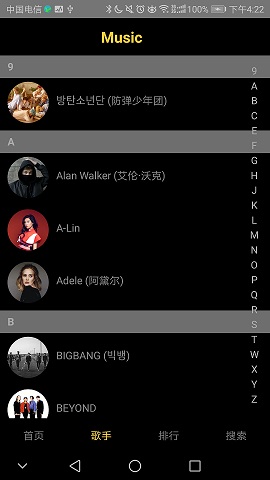 中国电信 100% 下午4:22
Music
9
방탄소년단 (防弹少年团)
A
Alan Walker (艾伦·沃克)
A-Lin
Adele (阿黛尔)
B
BIGBANG (빅뱅)
BEYOND
9
A
B
C
E
F
G
H
J
K
L
M
N
O
P
Q
R
S
T
W
X
Y
Z
首页 歌手 排行 搜索